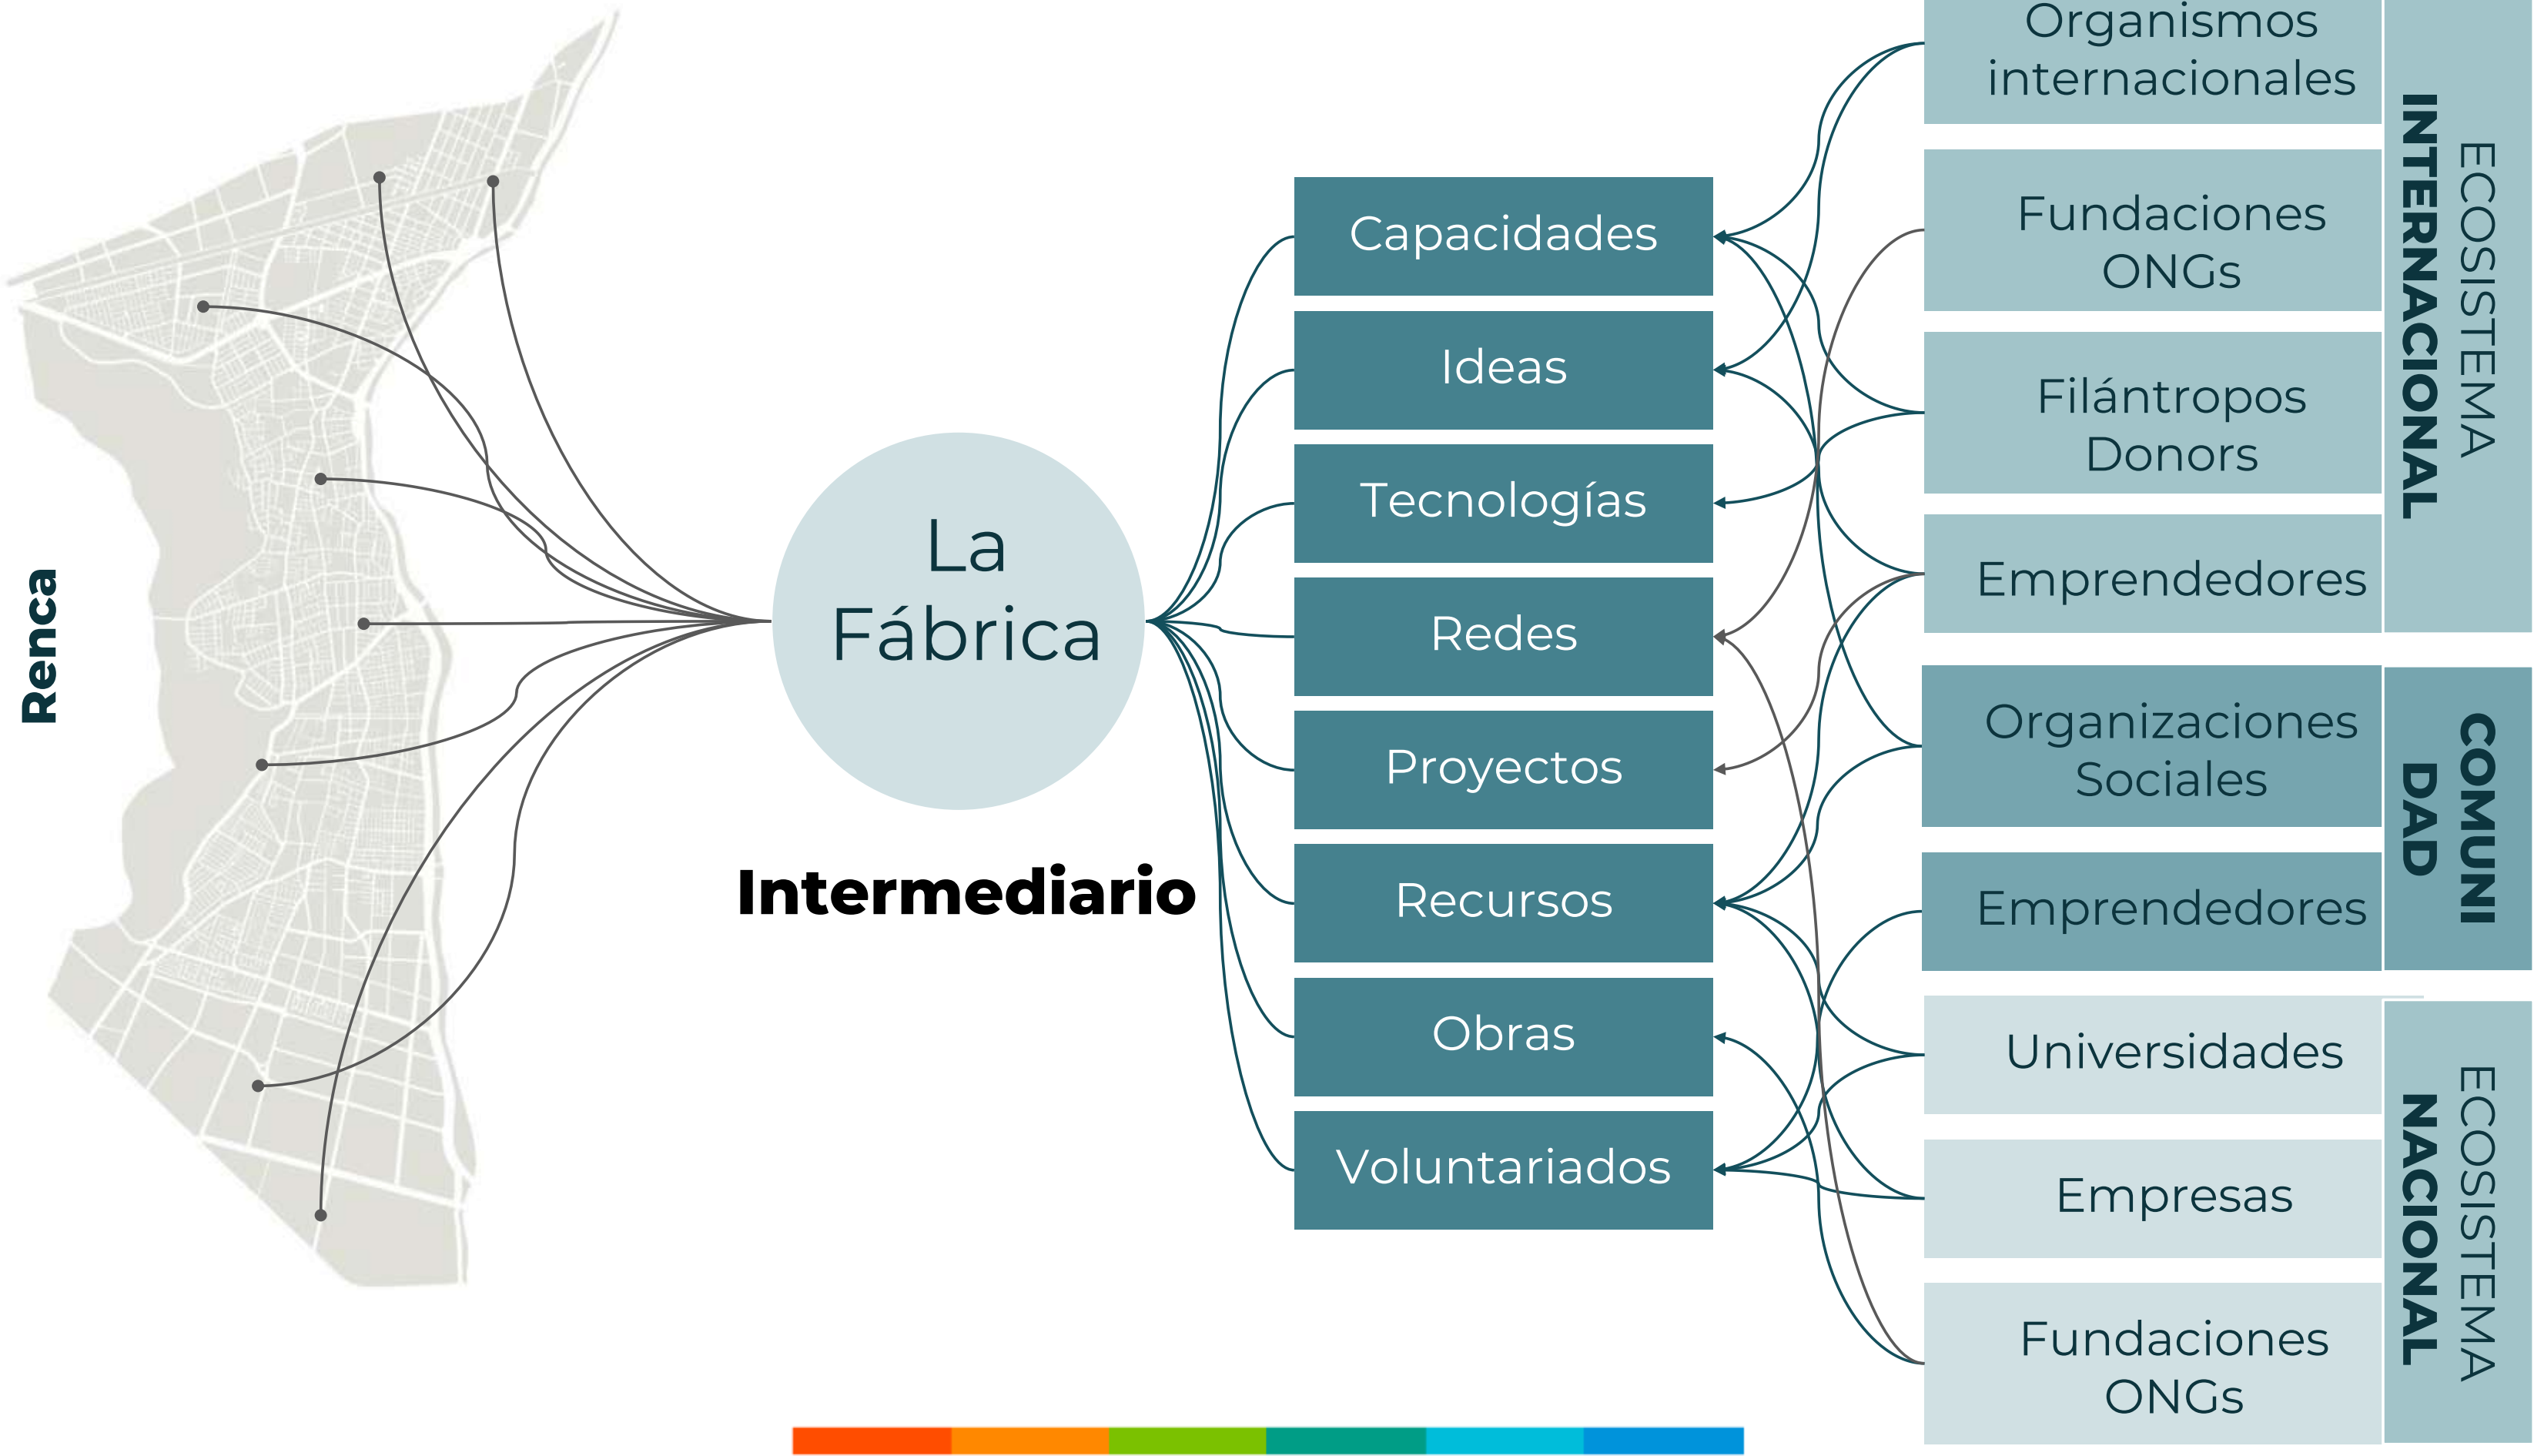 Renca
La
Fábrica
Intermediario
Capacidades
Ideas
Tecnologías
Redes
Proyectos
Recursos
Obras
Voluntariados
Organismos
internacionales
Fundaciones
ONGs
Filántropos
Donors
Emprendedores
ECOSISTEMA
INTERNACIONAL
Organizaciones
Sociales
Emprendedores
COMUNI
DAD
Universidades
Empresas
Fundaciones
ONGs
ECOSISTEMA
NACIONAL